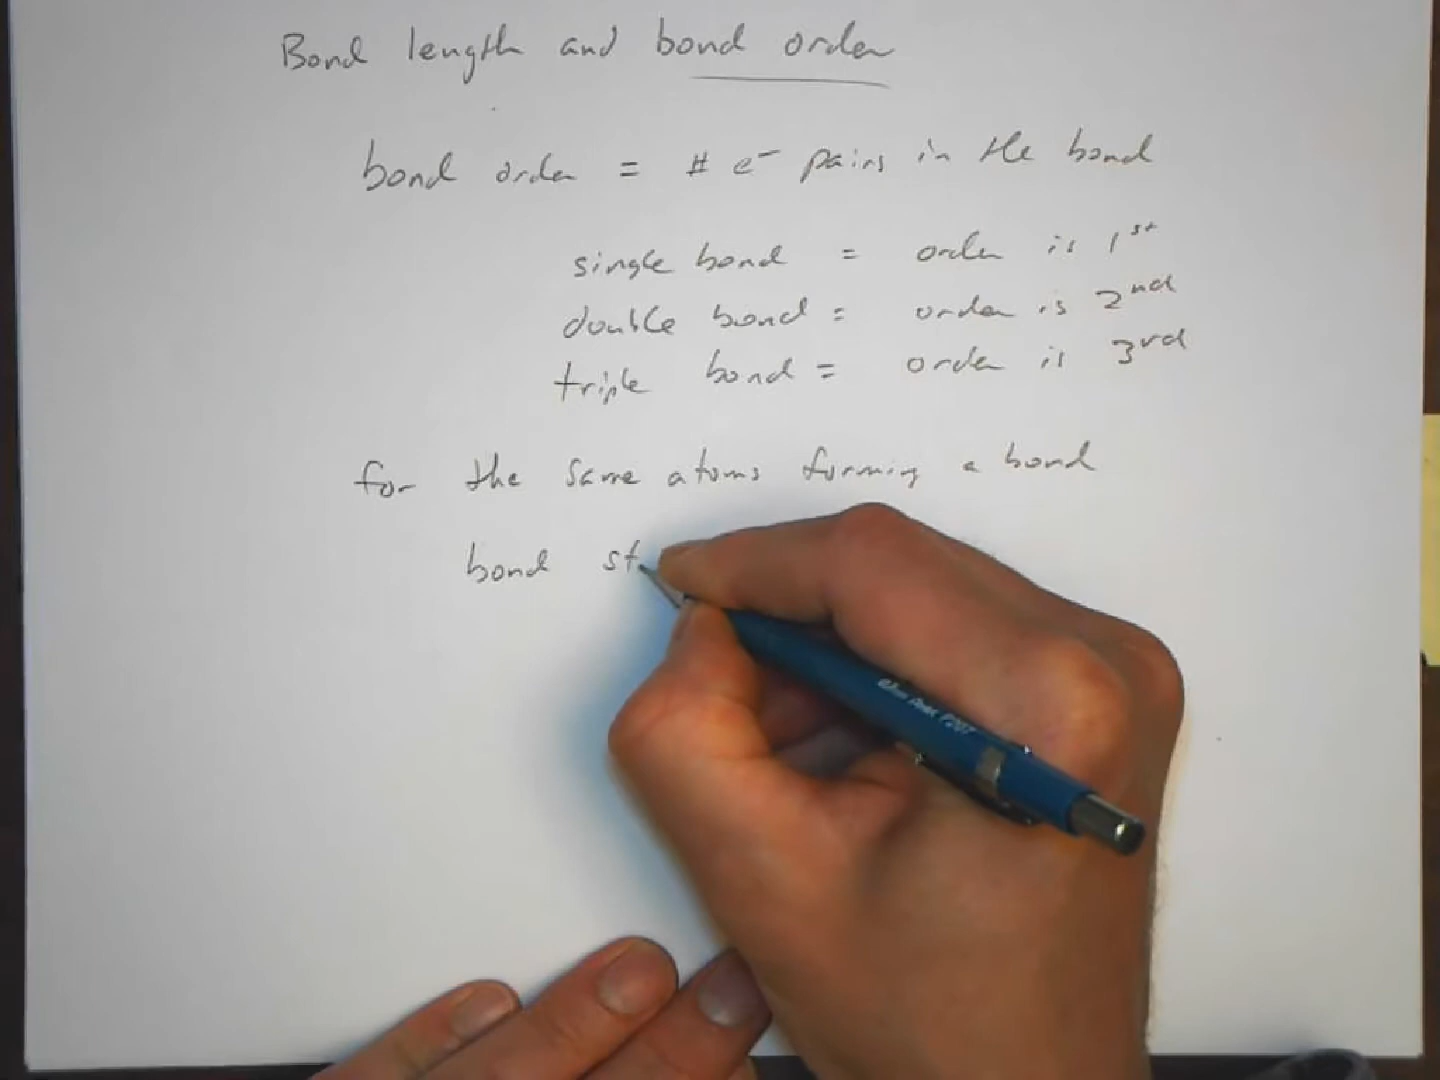 Bond length and bond order
bond order = # e⁻ pairs in the bond
single bond = order is 1st
double bond = order is 2nd
triple bond = order is 3rd
for the same atoms forming a bond
bond st
P207